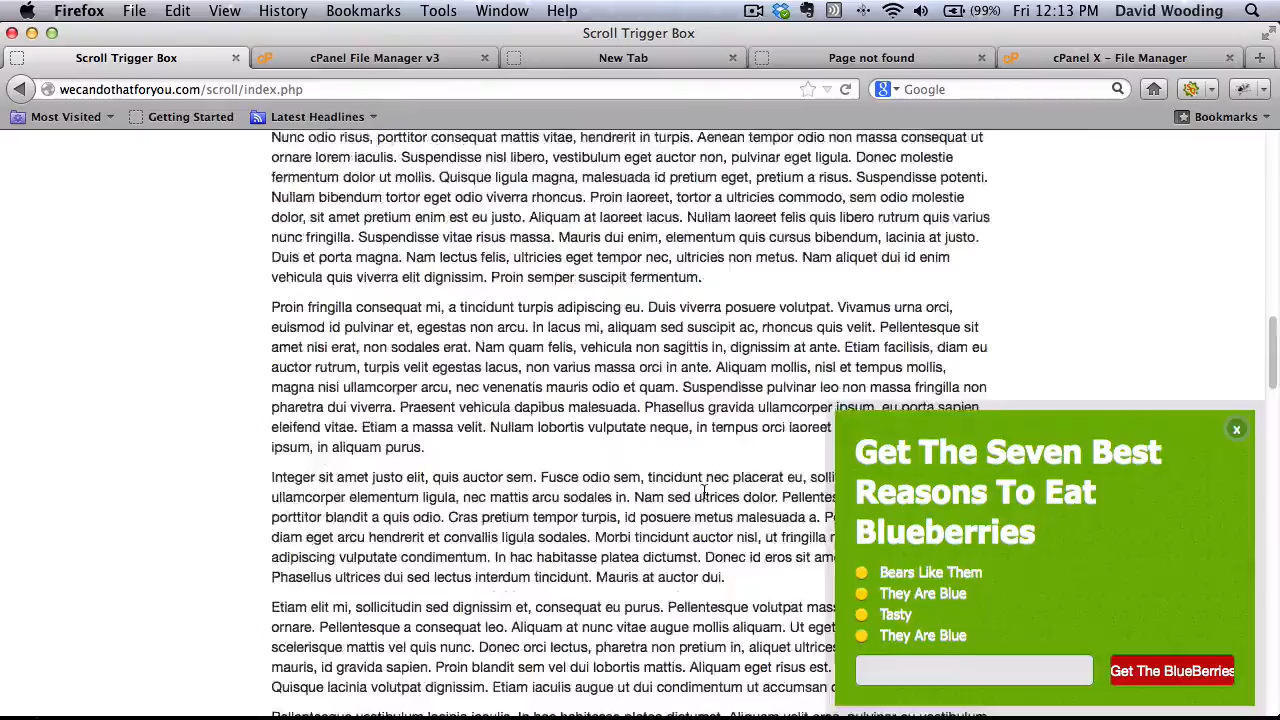 Firefox File Edit View History Bookmarks Tools Window Help (99%) Fri 12:13 PM David Wooding
Scroll Trigger Box
Scroll Trigger Box cPanel File Manager v3 New Tab Page not found cPanel X – File Manager
wecandothatforyou.com/scroll/index.php Google
Most Visited Getting Started Latest Headlines Bookmarks
Nunc odio risus, porttitor consequat mattis vitae, hendrerit in turpis. Aenean tempor odio non massa consequat ut
ornare lorem iaculis. Suspendisse nisl libero, vestibulum eget auctor non, pulvinar eget ligula. Donec molestie
fermentum dolor ut mollis. Quisque ligula magna, malesuada id pretium eget, pretium a risus. Suspendisse potenti.
Nullam bibendum tortor eget odio viverra rhoncus. Proin laoreet, tortor a ultricies commodo, sem odio molestie
dolor, sit amet pretium enim est eu justo. Aliquam at laoreet lacus. Nullam laoreet felis quis libero rutrum quis varius
nunc fringilla. Suspendisse vitae risus massa. Mauris dui enim, elementum quis cursus bibendum, lacinia at justo.
Duis et porta magna. Nam lectus felis, ultricies eget tempor nec, ultricies non metus. Nam aliquet dui id enim
vehicula quis viverra elit dignissim. Proin semper suscipit fermentum.
Proin fringilla consequat mi, a tincidunt turpis adipiscing eu. Duis viverra posuere volutpat. Vivamus urna orci,
euismod id pulvinar et, egestas non arcu. In lacus mi, aliquam sed suscipit ac, rhoncus quis velit. Pellentesque sit
amet nisi erat, non sodales erat. Nam quam felis, vehicula non sagittis in, dignissim at ante. Etiam facilisis, diam eu
auctor rutrum, turpis velit egestas lacus, non varius massa orci in ante. Aliquam mollis, nisl et tempus mollis,
magna nisi ullamcorper arcu, nec venenatis mauris odio et quam. Suspendisse pulvinar leo non massa fringilla non
pharetra dui viverra. Praesent vehicula dapibus malesuada. Phasellus gravida ullamcorper ipsum, eu porta sapien
eleifend vitae. Etiam a massa velit. Nullam lobortis vulputate neque, in tempus orci laoreet
ipsum, in aliquam purus.
Integer sit amet justo elit, quis auctor sem. Fusce odio sem, tincidunt nec placerat eu, solli
ullamcorper elementum ligula, nec mattis arcu sodales in. Nam sed ultrices dolor. Pellentes
porttitor blandit a quis odio. Cras pretium tempor turpis, id posuere metus malesuada a. P
diam eget arcu hendrerit et convallis ligula sodales. Morbi tincidunt auctor nisl, ut fringilla
adipiscing vulputate condimentum. In hac habitasse platea dictumst. Donec id eros sit ame
Phasellus ultrices dui sed lectus interdum tincidunt. Mauris at auctor dui.
Etiam elit mi, sollicitudin sed dignissim et, consequat eu purus. Pellentesque volutpat mas
ornare. Pellentesque a consequat leo. Aliquam at nunc vitae augue mollis aliquam. Ut eget
scelerisque mattis vel nunc. Donec orci lectus, pharetra non pretium in, aliquet ultrices
mauris, id gravida sapien. Proin blandit sem vel dui lobortis mattis. Aliquam eget risus est.
Quisque lacinia volutpat dignissim. Etiam iaculis augue ut dui condimentum ut accumsan
x
Get The Seven Best
Reasons To Eat
Blueberries
Bears Like Them
They Are Blue
Tasty
They Are Blue
Get The BlueBerries